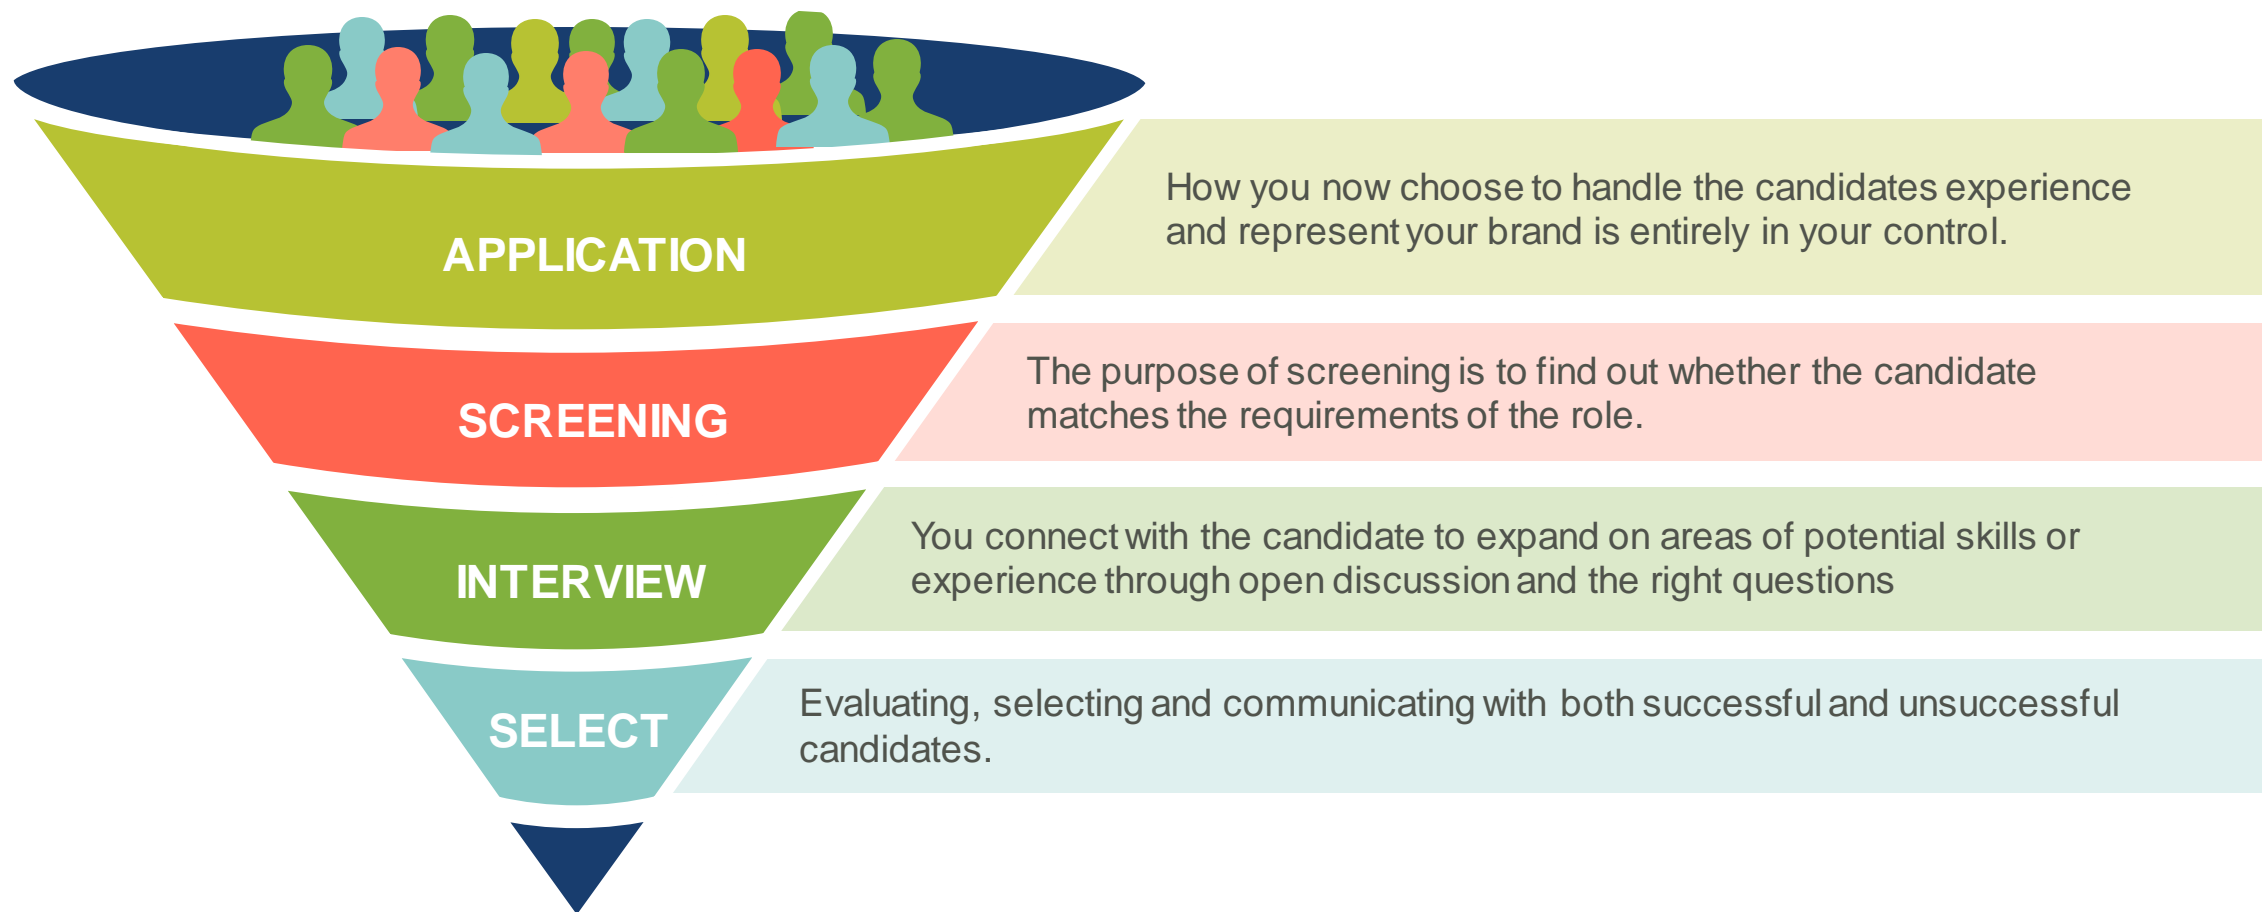 APPLICATION
How you now choose to handle the candidates experience
and represent your brand is entirely in your control.
SCREENING
The purpose of screening is to find out whether the candidate
matches the requirements of the role.
INTERVIEW
You connect with the candidate to expand on areas of potential skills or
experience through open discussion and the right questions
SELECT
Evaluating, selecting and communicating with both successful and unsuccessful
candidates.